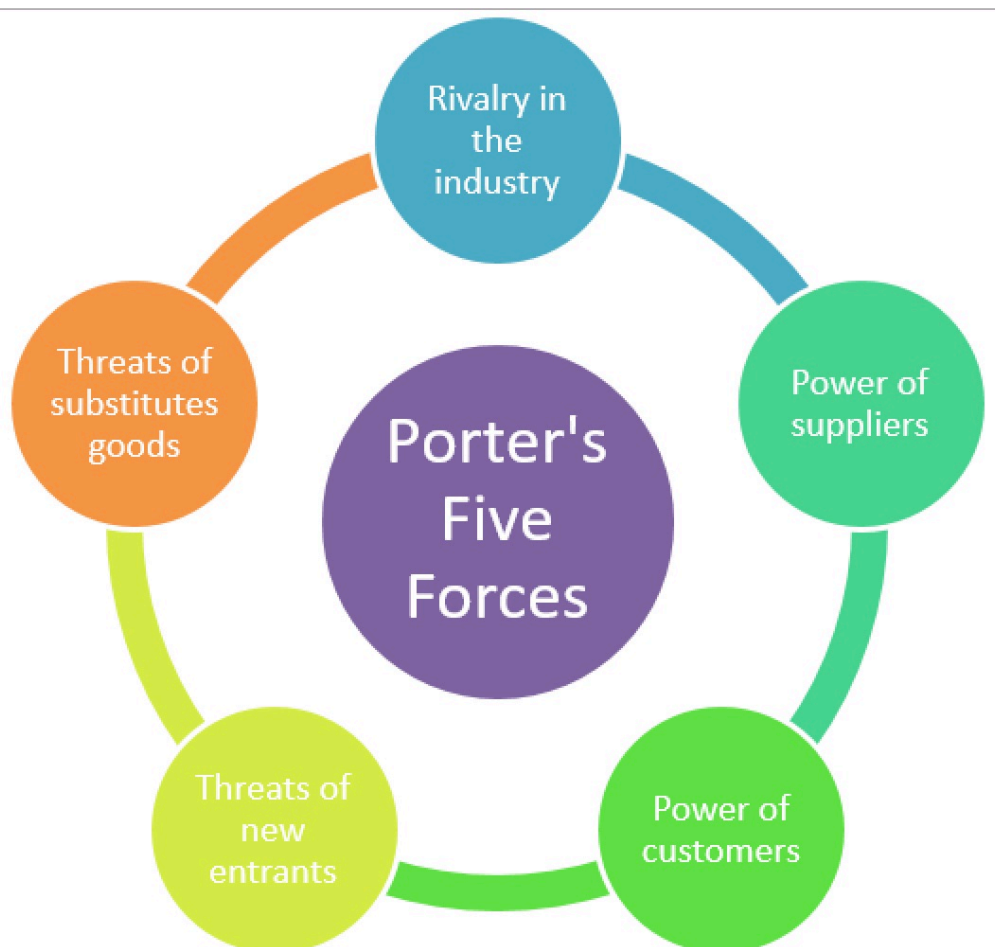 Rivalry in
the
industry
Power of
suppliers
Power of
customers
Threats of
new
entrants
Threats of
substitutes
goods
Porter's
Five
Forces